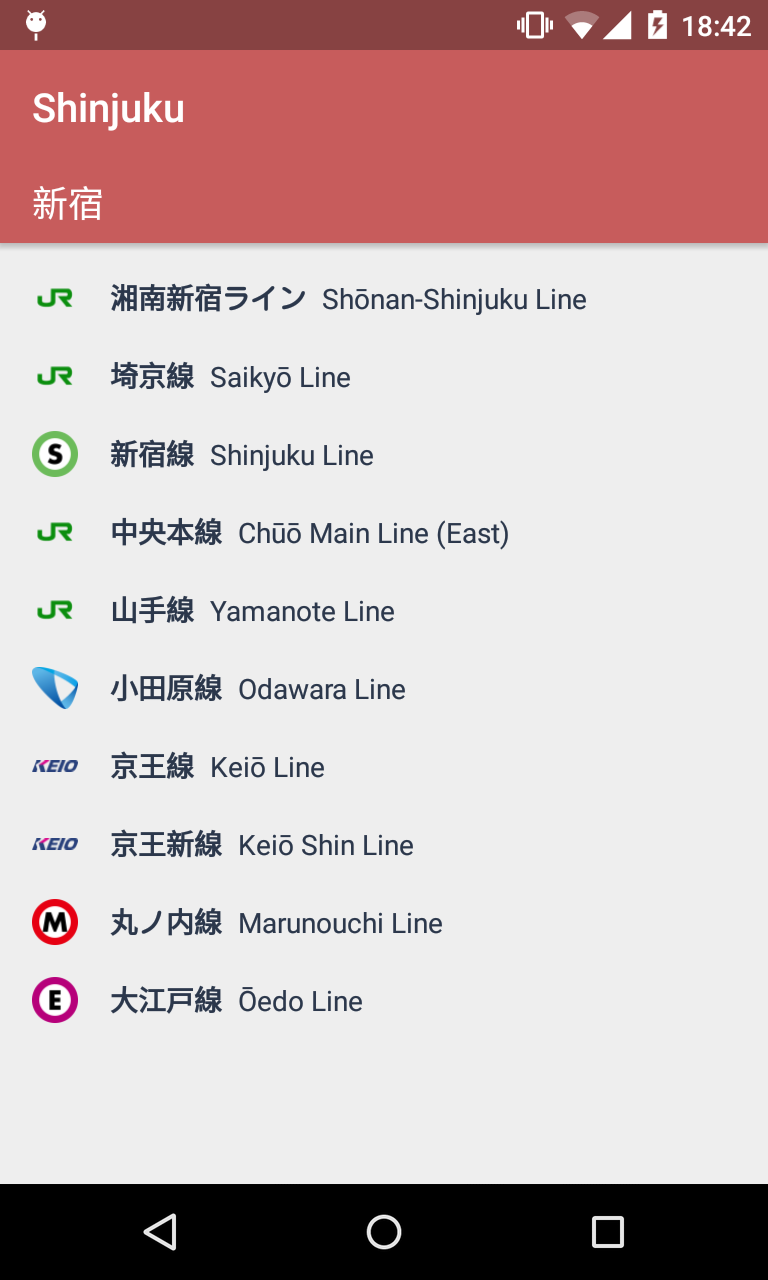 18:42
Shinjuku
新宿
JR 湘南新宿ライン Shōnan-Shinjuku Line
JR 埼京線 Saikyō Line
S 新宿線 Shinjuku Line
JR 中央本線 Chūō Main Line (East)
JR 山手線 Yamanote Line
小田原線 Odawara Line
KEIO 京王線 Keiō Line
KEIO 京王新線 Keiō Shin Line
M 丸ノ内線 Marunouchi Line
E 大江戸線 Ōedo Line